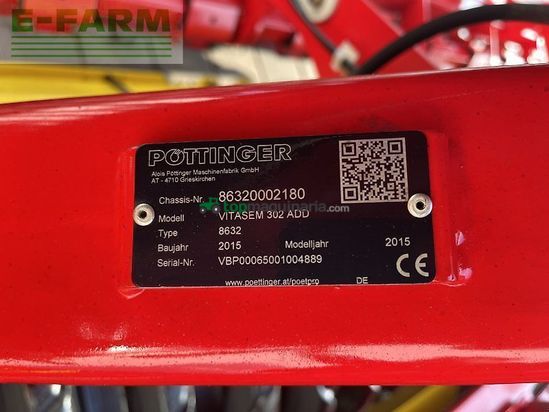 E-FARM
PÖTTINGER
Alois Pöttinger Maschinenfabrik GmbH
AT - 4710 Grieskirchen
Chassis-Nr. 86320002180
topmaquinaria.com
Modell VITASEM 302 ADD
Type 8632
Baujahr 2015 Modelljahr 2015
Serial-Nr. VBP00065001004889
CE
www.poettinger.at/poetpro DE